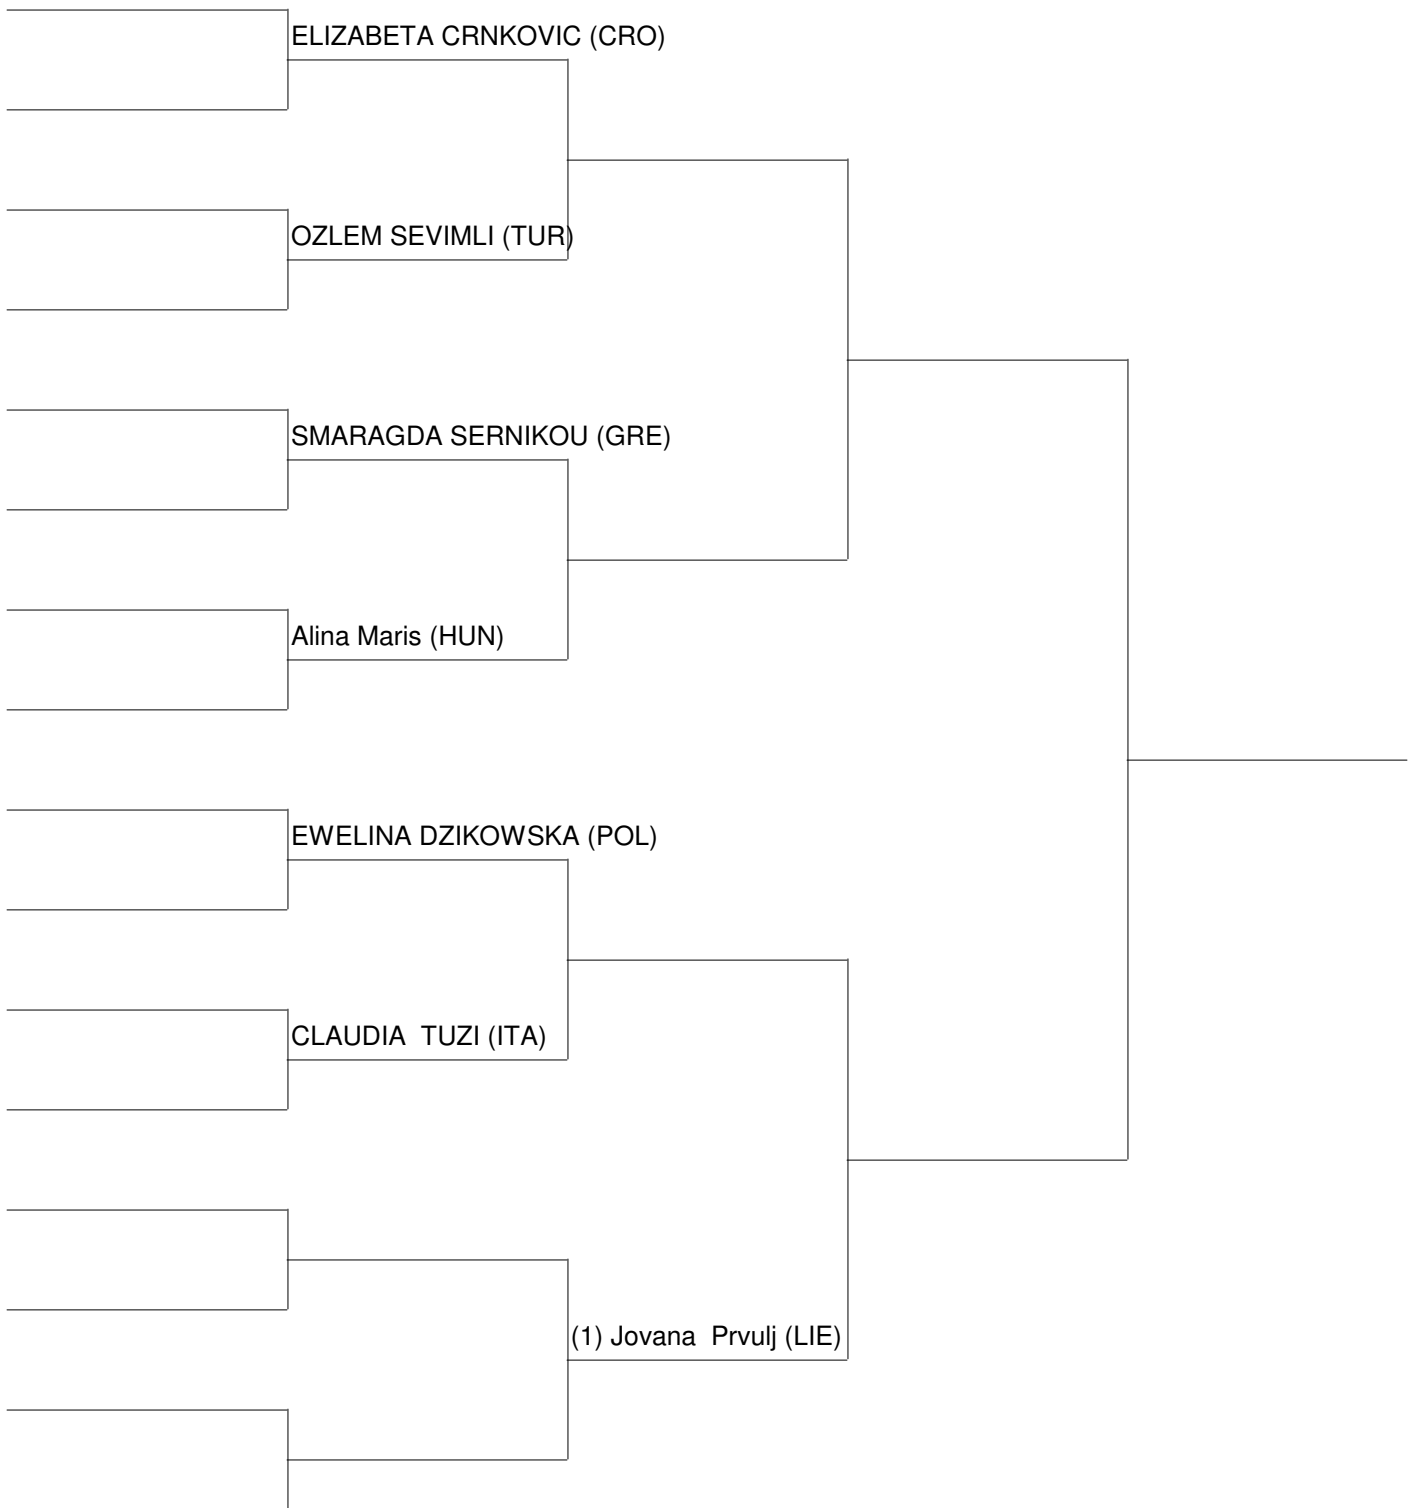 ELIZABETA CRNKOVIC (CRO)
OZLEM SEVIMLI (TUR)
SMARAGDA SERNIKOU (GRE)
Alina Maris (HUN)
EWELINA DZIKOWSKA (POL)
CLAUDIA  TUZI (ITA)
(1) Jovana  Prvulj (LIE)